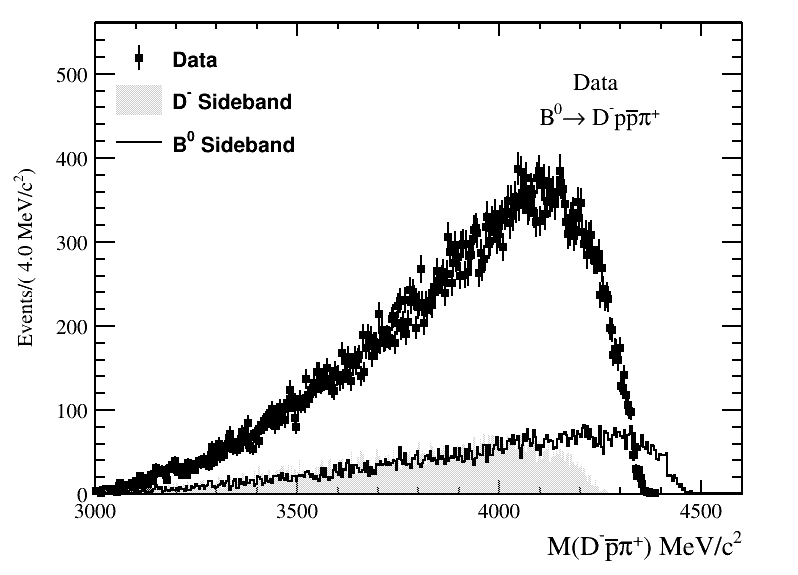 Data
D⁻ Sideband
B⁰ Sideband
Data
B⁰→ D⁻pp̅π⁺
Events/( 4.0 MeV/c²)
500
400
300
200
100
0
3000 3500 4000 4500
M(D⁻p̅π⁺) MeV/c²